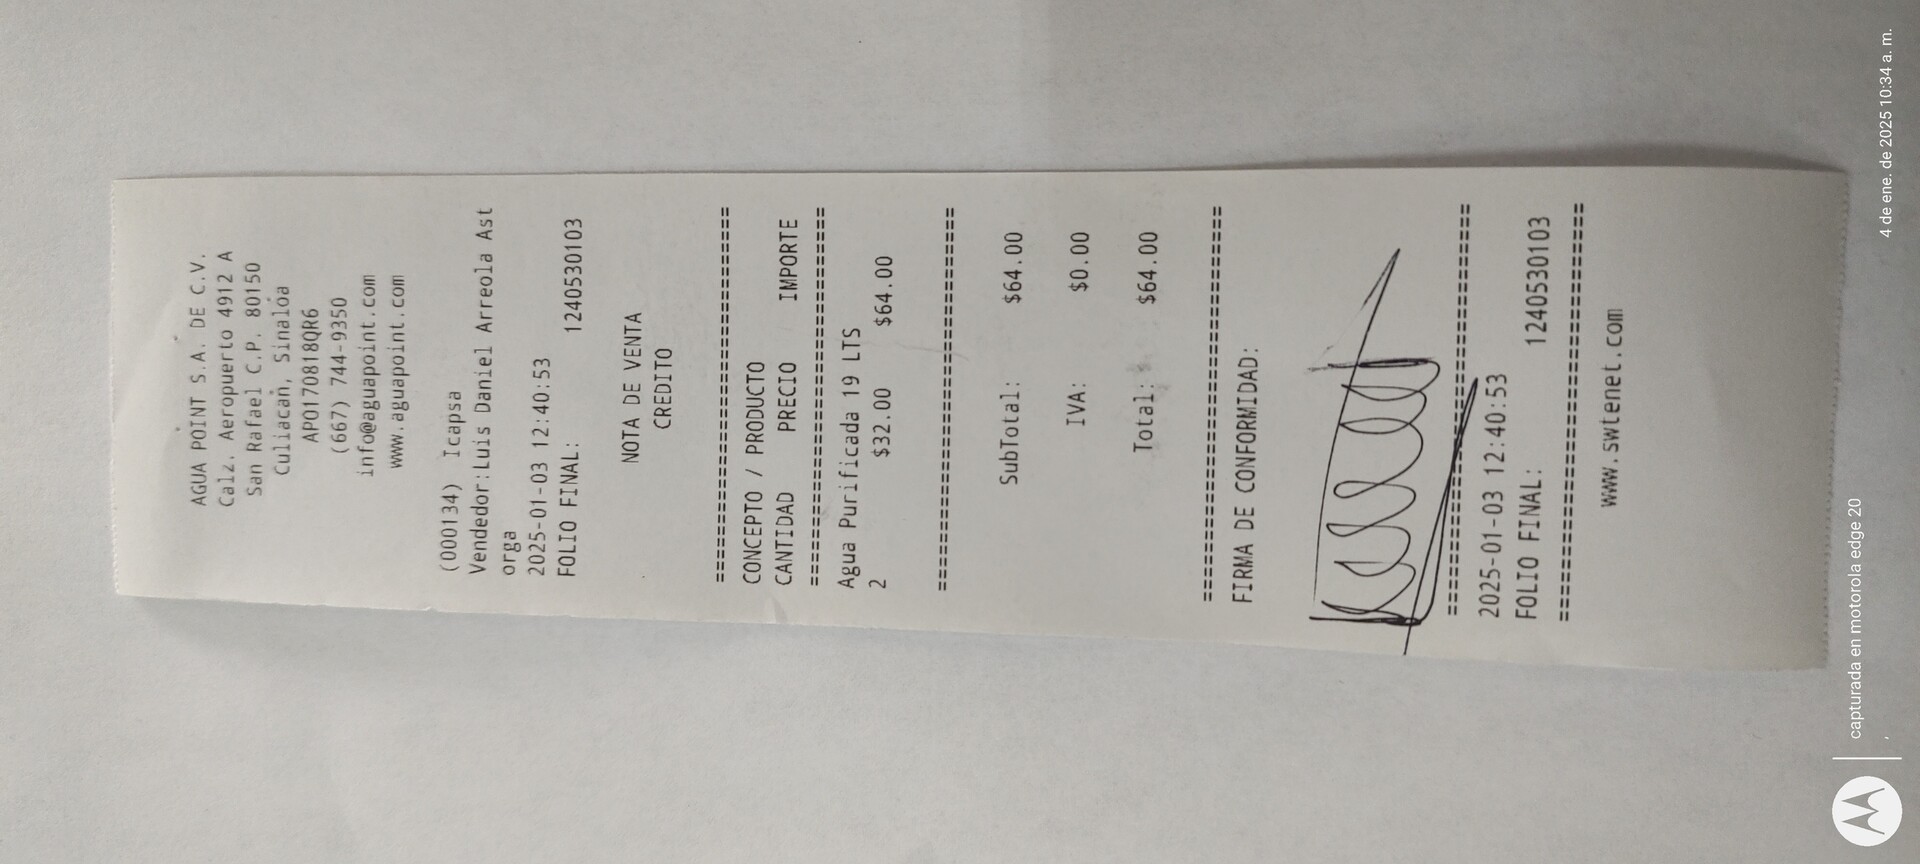 AGUA POINT S.A. DE C.V.
Calz. Aeropuerto 4912 A
San Rafael C.P. 80150
Culiacan, Sinaloa
APO170818QR6
(667) 744-9350
info@aguapoint.com
www.aguapoint.com
(000134) Icapsa
Vendedor:Luis Daniel Arreola Ast
orga
2025-01-03 12:40:53
FOLIO FINAL: 1240530103
NOTA DE VENTA
CREDITO
================================
CONCEPTO / PRODUCTO
CANTIDAD PRECIO IMPORTE
================================
Agua Purificada 19 LTS
2 $32.00 $64.00
================================
SubTotal: $64.00
IVA: $0.00
Total: $64.00
================================
FIRMA DE CONFORMIDAD:
================================
2025-01-03 12:40:53
FOLIO FINAL: 1240530103
================================
www.swtenet.com
capturada en motorola edge 20
4 de ene. de 2025 10:34 a. m.